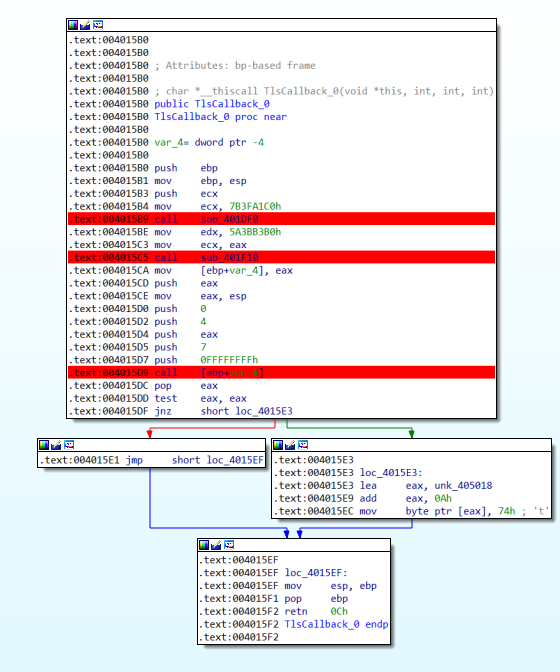 .text:004015B0
.text:004015B0
.text:004015B0 ; Attributes: bp-based frame
.text:004015B0
.text:004015B0 ; char *__thiscall TlsCallback_0(void *this, int, int, int)
.text:004015B0 public TlsCallback_0
.text:004015B0 TlsCallback_0 proc near
.text:004015B0
.text:004015B0 var_4= dword ptr -4
.text:004015B0
.text:004015B0 push    ebp
.text:004015B1 mov     ebp, esp
.text:004015B3 push    ecx
.text:004015B4 mov     ecx, 7B3FA1C0h
.text:004015B9 call    sub_401DF0
.text:004015BE mov     edx, 5A3BB3B0h
.text:004015C3 mov     ecx, eax
.text:004015C5 call    sub_401F10
.text:004015CA mov     [ebp+var_4], eax
.text:004015CD push    eax
.text:004015CE mov     eax, esp
.text:004015D0 push    0
.text:004015D2 push    4
.text:004015D4 push    eax
.text:004015D5 push    7
.text:004015D7 push    0FFFFFFFFh
.text:004015D9 call    [ebp+var_4]
.text:004015DC pop     eax
.text:004015DD test    eax, eax
.text:004015DF jnz     short loc_4015E3
.text:004015E1 jmp     short loc_4015EF
.text:004015E3
.text:004015E3 loc_4015E3:
.text:004015E3 lea     eax, unk_405018
.text:004015E9 add     eax, 0Ah
.text:004015EC mov     byte ptr [eax], 74h ; 't'
.text:004015EF
.text:004015EF loc_4015EF:
.text:004015EF mov     esp, ebp
.text:004015F1 pop     ebp
.text:004015F2 retn    0Ch
.text:004015F2 TlsCallback_0 endp
.text:004015F2